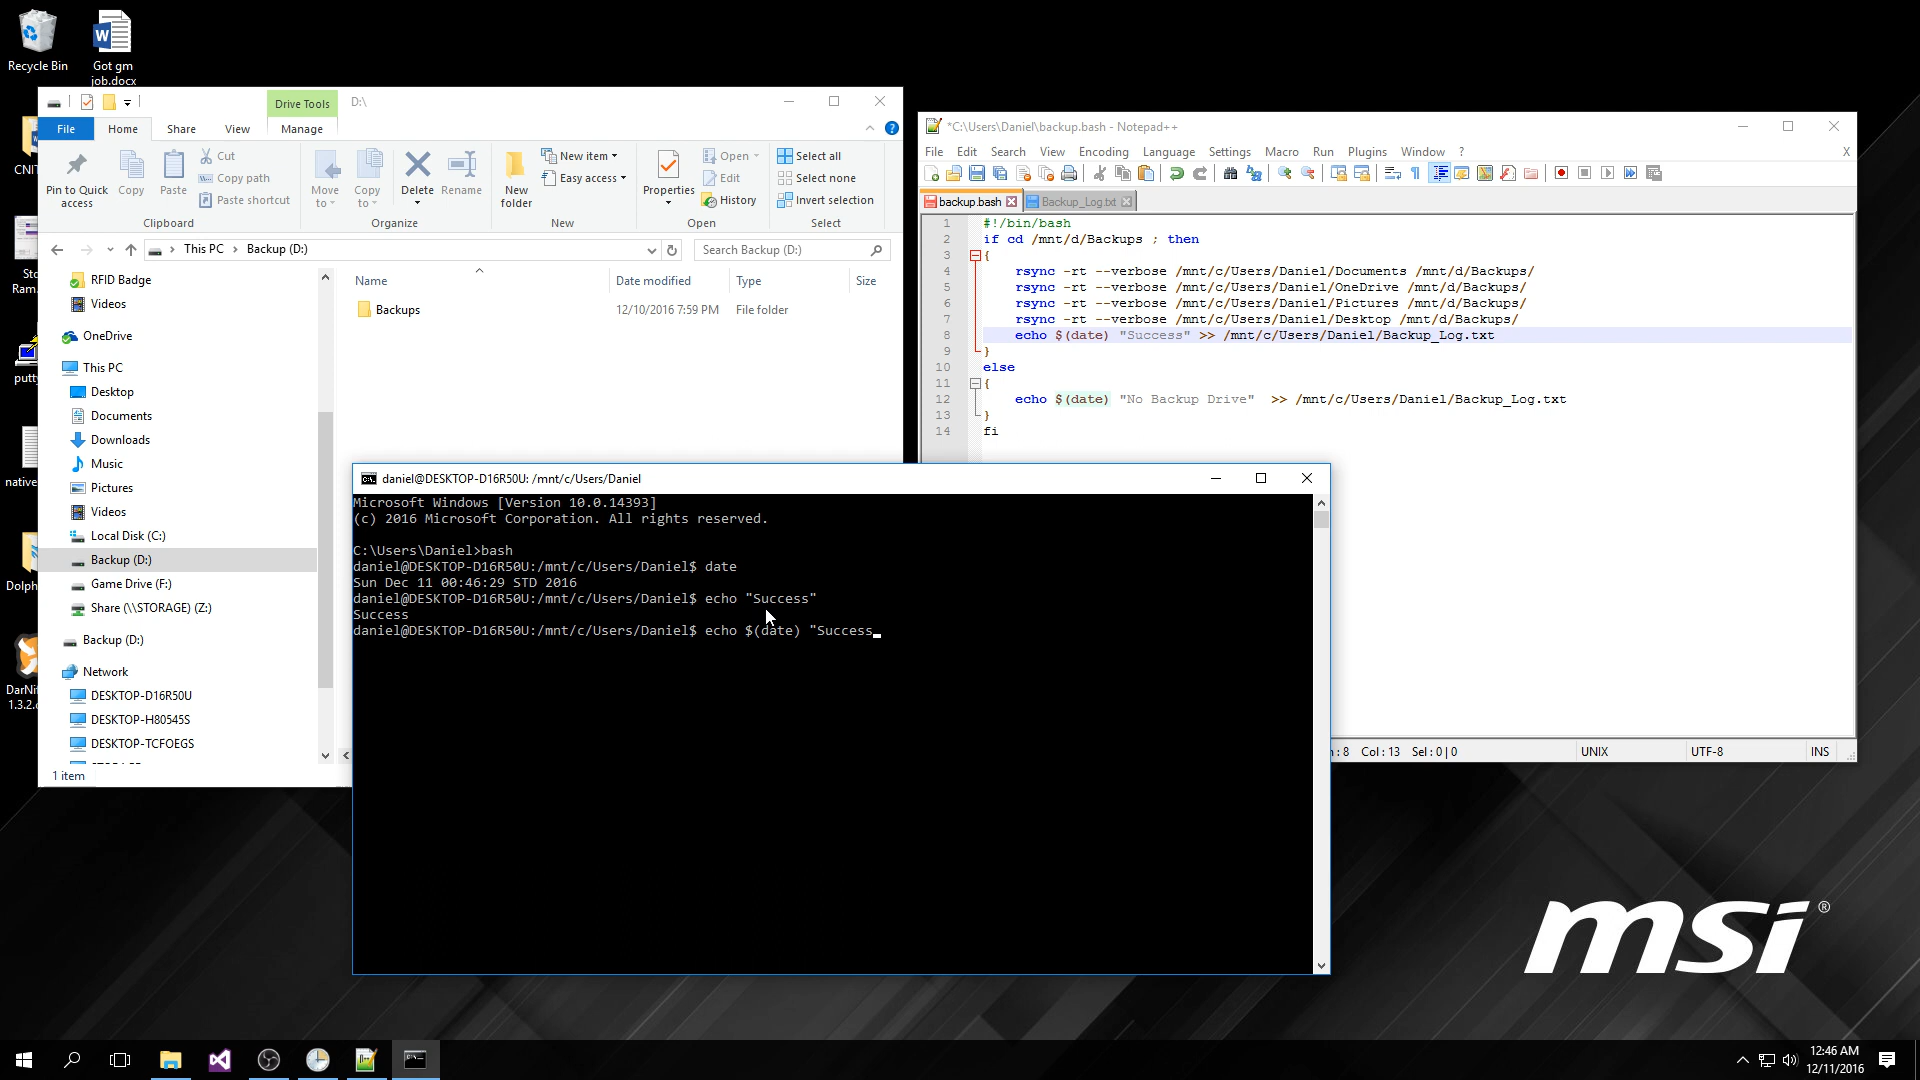 Recycle Bin
Got gm
job.docx
Drive Tools
D:\
File
Home
Share
View
Manage
Pin to Quick
access
Copy
Paste
Cut
Copy path
Paste shortcut
Clipboard
Move
to
Copy
to
Delete
Rename
Organize
New
folder
New item
Easy access
New
Properties
Open
Edit
History
Open
Select all
Select none
Invert selection
Select
This PC
Backup (D:)
Search Backup (D:)
RFID Badge
Videos
OneDrive
This PC
Desktop
Documents
Downloads
Music
Pictures
Videos
Local Disk (C:)
Backup (D:)
Game Drive (F:)
Share (\\STORAGE) (Z:)
Backup (D:)
Network
DESKTOP-D16R50U
DESKTOP-H80545S
DESKTOP-TCFOEGS
Name
Date modified
Type
Size
Backups
12/10/2016 7:59 PM
File folder
1 item
*C:\Users\Daniel\backup.bash - Notepad++
File Edit Search View Encoding Language Settings Macro Run Plugins Window ?
X
backup.bash
Backup_Log.txt
1 #!/bin/bash
2 if cd /mnt/d/Backups ; then
3 {
4 rsync -rt --verbose /mnt/c/Users/Daniel/Documents /mnt/d/Backups/
5 rsync -rt --verbose /mnt/c/Users/Daniel/OneDrive /mnt/d/Backups/
6 rsync -rt --verbose /mnt/c/Users/Daniel/Pictures /mnt/d/Backups/
7 rsync -rt --verbose /mnt/c/Users/Daniel/Desktop /mnt/d/Backups/
8 echo $(date) "Success" >> /mnt/c/Users/Daniel/Backup_Log.txt
9 }
10 else
11 {
12 echo $(date) "No Backup Drive"  >> /mnt/c/Users/Daniel/Backup_Log.txt
13 }
14 fi
: 8 Col : 13 Sel : 0 | 0
UNIX
UTF-8
INS
daniel@DESKTOP-D16R50U: /mnt/c/Users/Daniel
Microsoft Windows [Version 10.0.14393]
(c) 2016 Microsoft Corporation. All rights reserved.
C:\Users\Daniel>bash
daniel@DESKTOP-D16R50U:/mnt/c/Users/Daniel$ date
Sun Dec 11 00:46:29 STD 2016
daniel@DESKTOP-D16R50U:/mnt/c/Users/Daniel$ echo "Success"
Success
daniel@DESKTOP-D16R50U:/mnt/c/Users/Daniel$ echo $(date) "Success
CNIT
Sto
Ram.
putty
native
Dolph
DarNi
1.3.2.
msi®
12:46 AM
12/11/2016